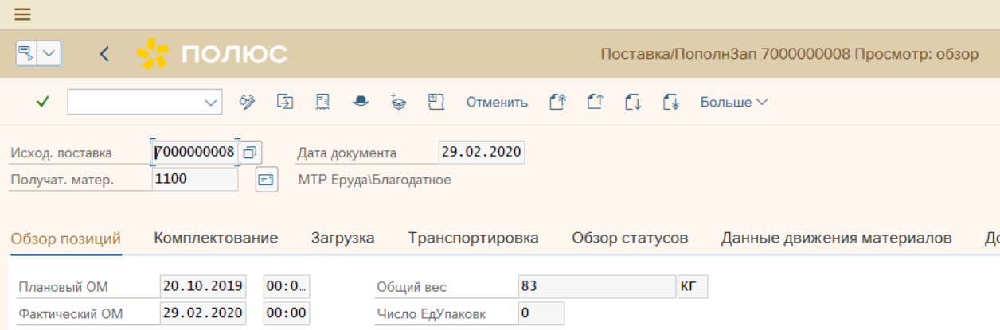 ПОЛЮС
Поставка/ПополнЗап 7000000008 Просмотр: обзор
Отменить Больше
Исход. поставка 7000000008 Дата документа 29.02.2020
Получат. матер. 1100 МТР Еруда\Благодатное
Обзор позиций Комплектование Загрузка Транспортировка Обзор статусов Данные движения материалов До
Плановый ОМ 20.10.2019 00:0… Общий вес 83 КГ
Фактический ОМ 29.02.2020 00:00 Число ЕдУпаковк 0